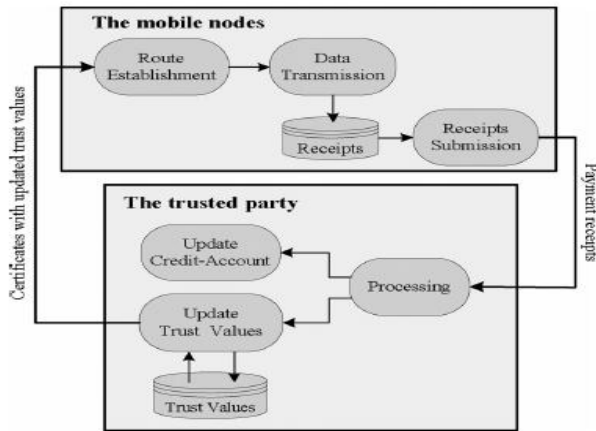 The mobile nodes
Route
Establishment
Data
Transmission
Receipts
Receipts
Submission
Payment receipts
The trusted party
Update
Credit-Account
Processing
Update
Trust Values
Trust Values
Certificates with updated trust values